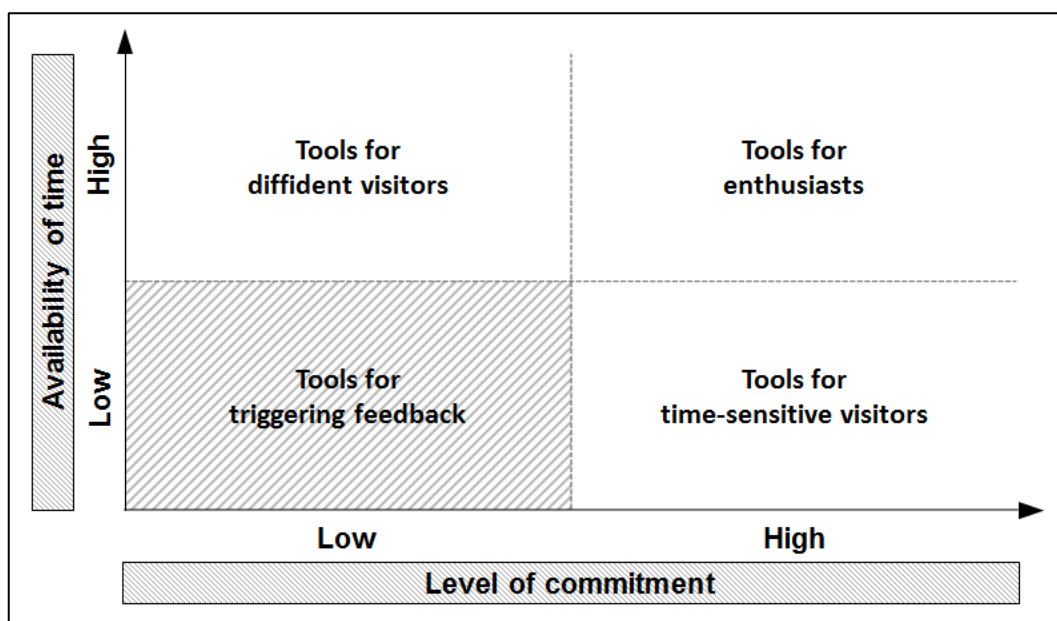 Availability of time
High
Low
Tools for
diffident visitors
Tools for
enthusiasts
Tools for
triggering feedback
Tools for
time-sensitive visitors
Low
High
Level of commitment